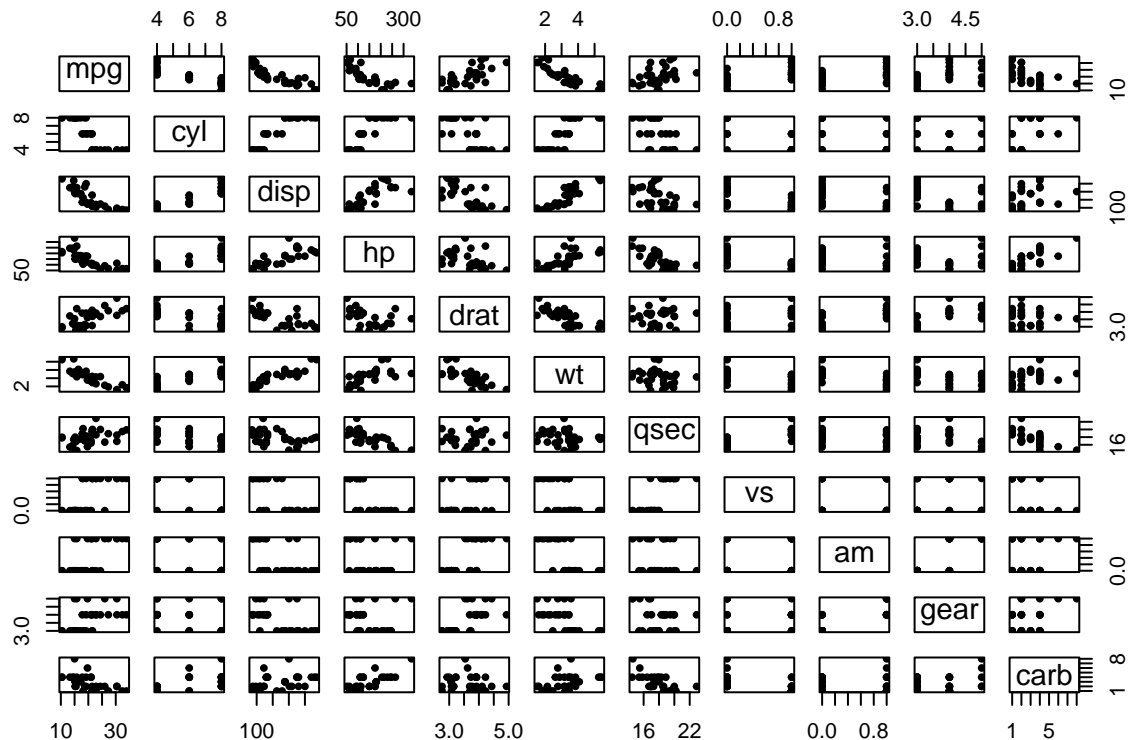 4 6 8 50 300 2 4 0.0 1.0 3.0 4.5
mpg 10
4 8 cyl
disp 100
50 hp
drat 3.0
2 wt
qsec 16
0.0 vs
am 0.0
3.0 gear
carb 1 8
10 30 100 3.0 5.0 16 22 0.0 0.8 1 5